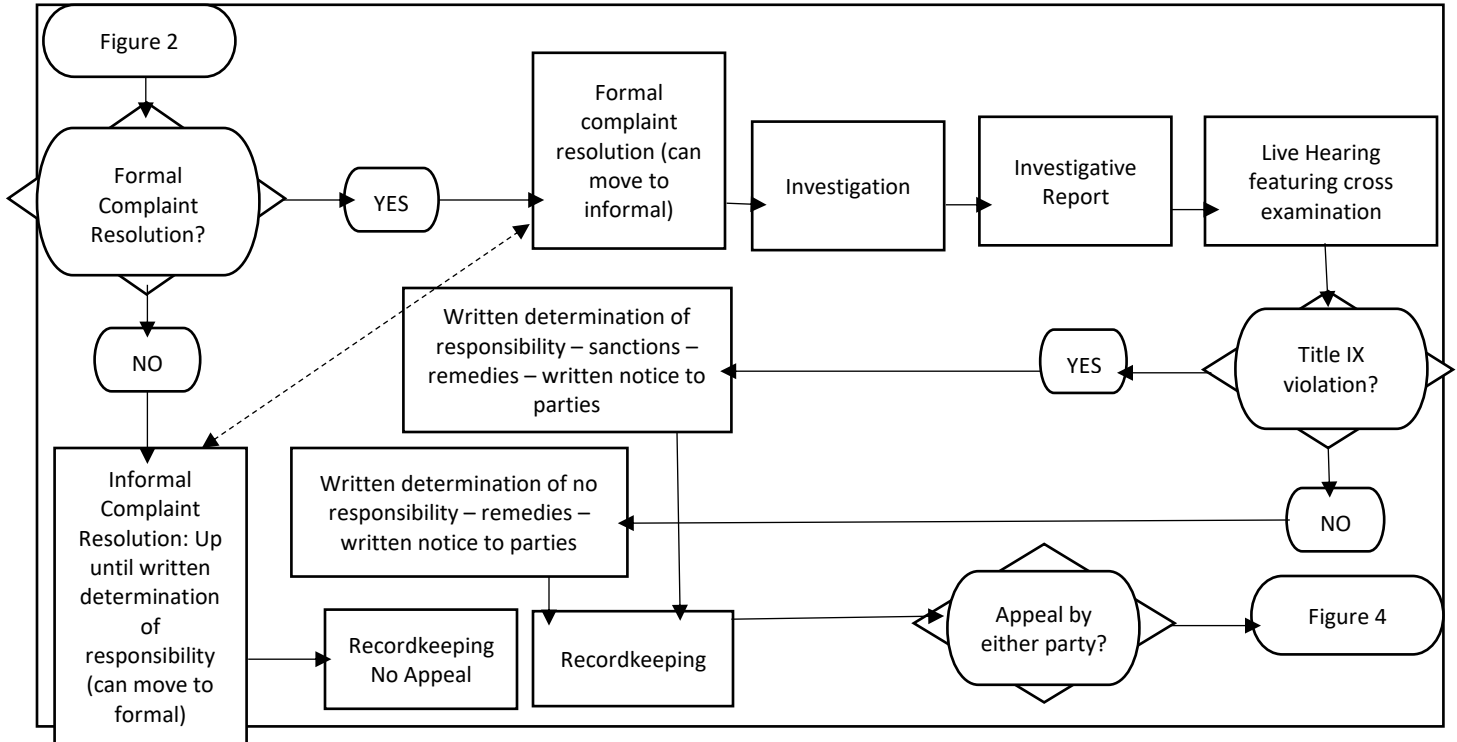 Figure 2
Formal
Complaint
Resolution?
YES
Formal
complaint
resolution (can
move to
informal)
Investigation
Investigative
Report
Live Hearing
featuring cross
examination
NO
Written determination of
responsibility – sanctions –
remedies – written notice to
parties
YES
Title IX
violation?
Informal
Complaint
Resolution: Up
until written
determination
of
responsibility
(can move to
formal)
Written determination of no
responsibility – remedies –
written notice to parties
NO
Recordkeeping
No Appeal
Recordkeeping
Appeal by
either party?
Figure 4